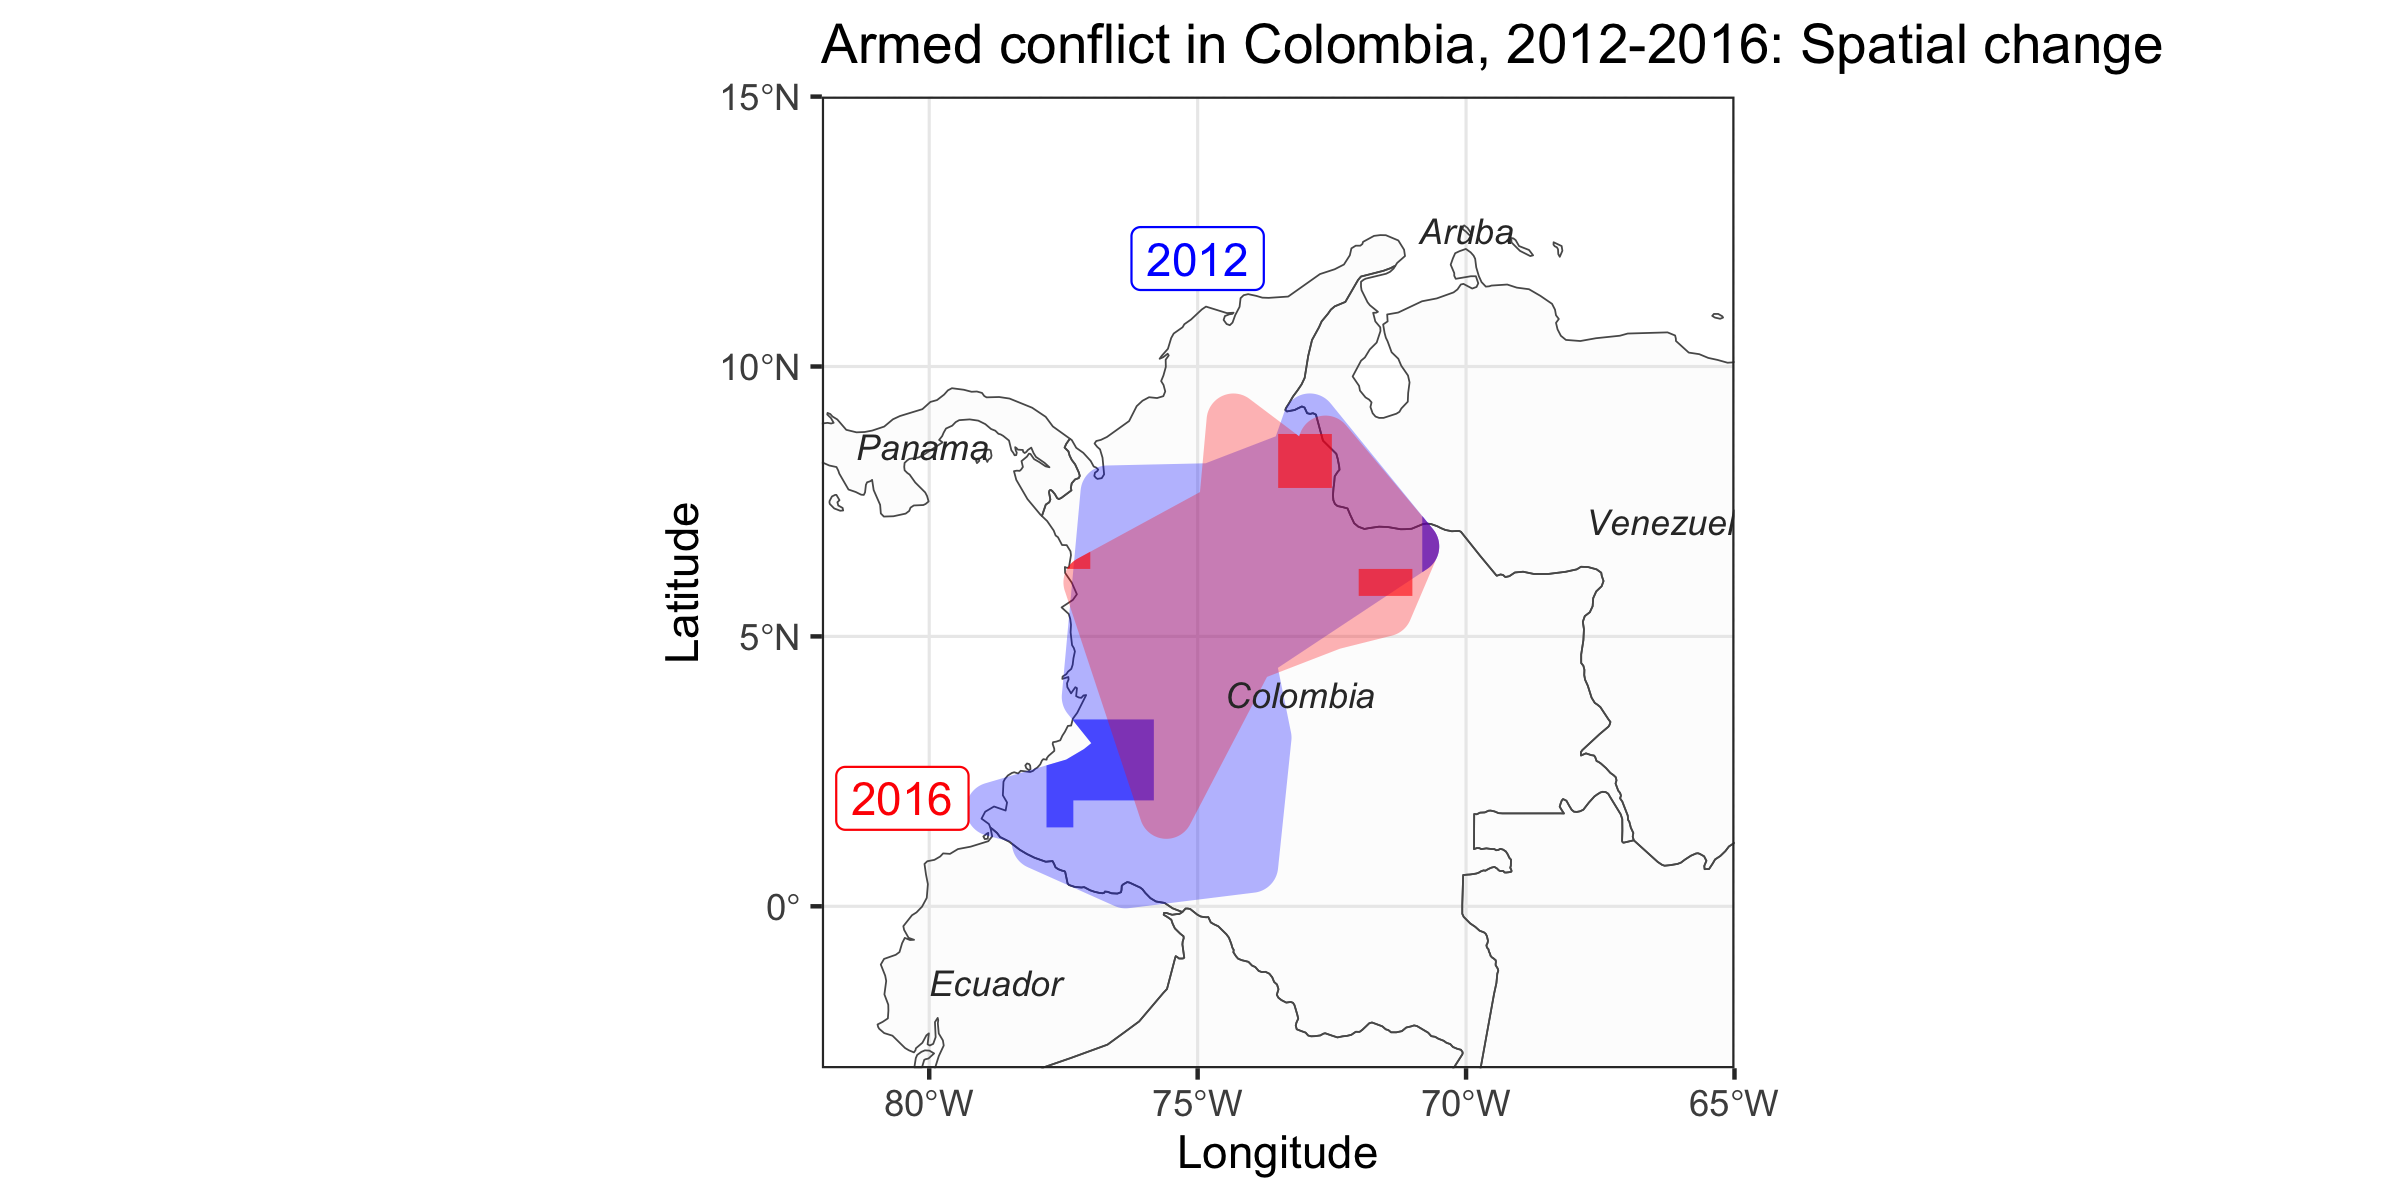 Armed conflict in Colombia, 2012-2016: Spatial change
15°N
Aruba
2012
10°N
Panama
Venezuel
5°N
Colombia
2016
0°
Ecuador
80°W
75°W
70°W
65°W
Longitude
Latitude